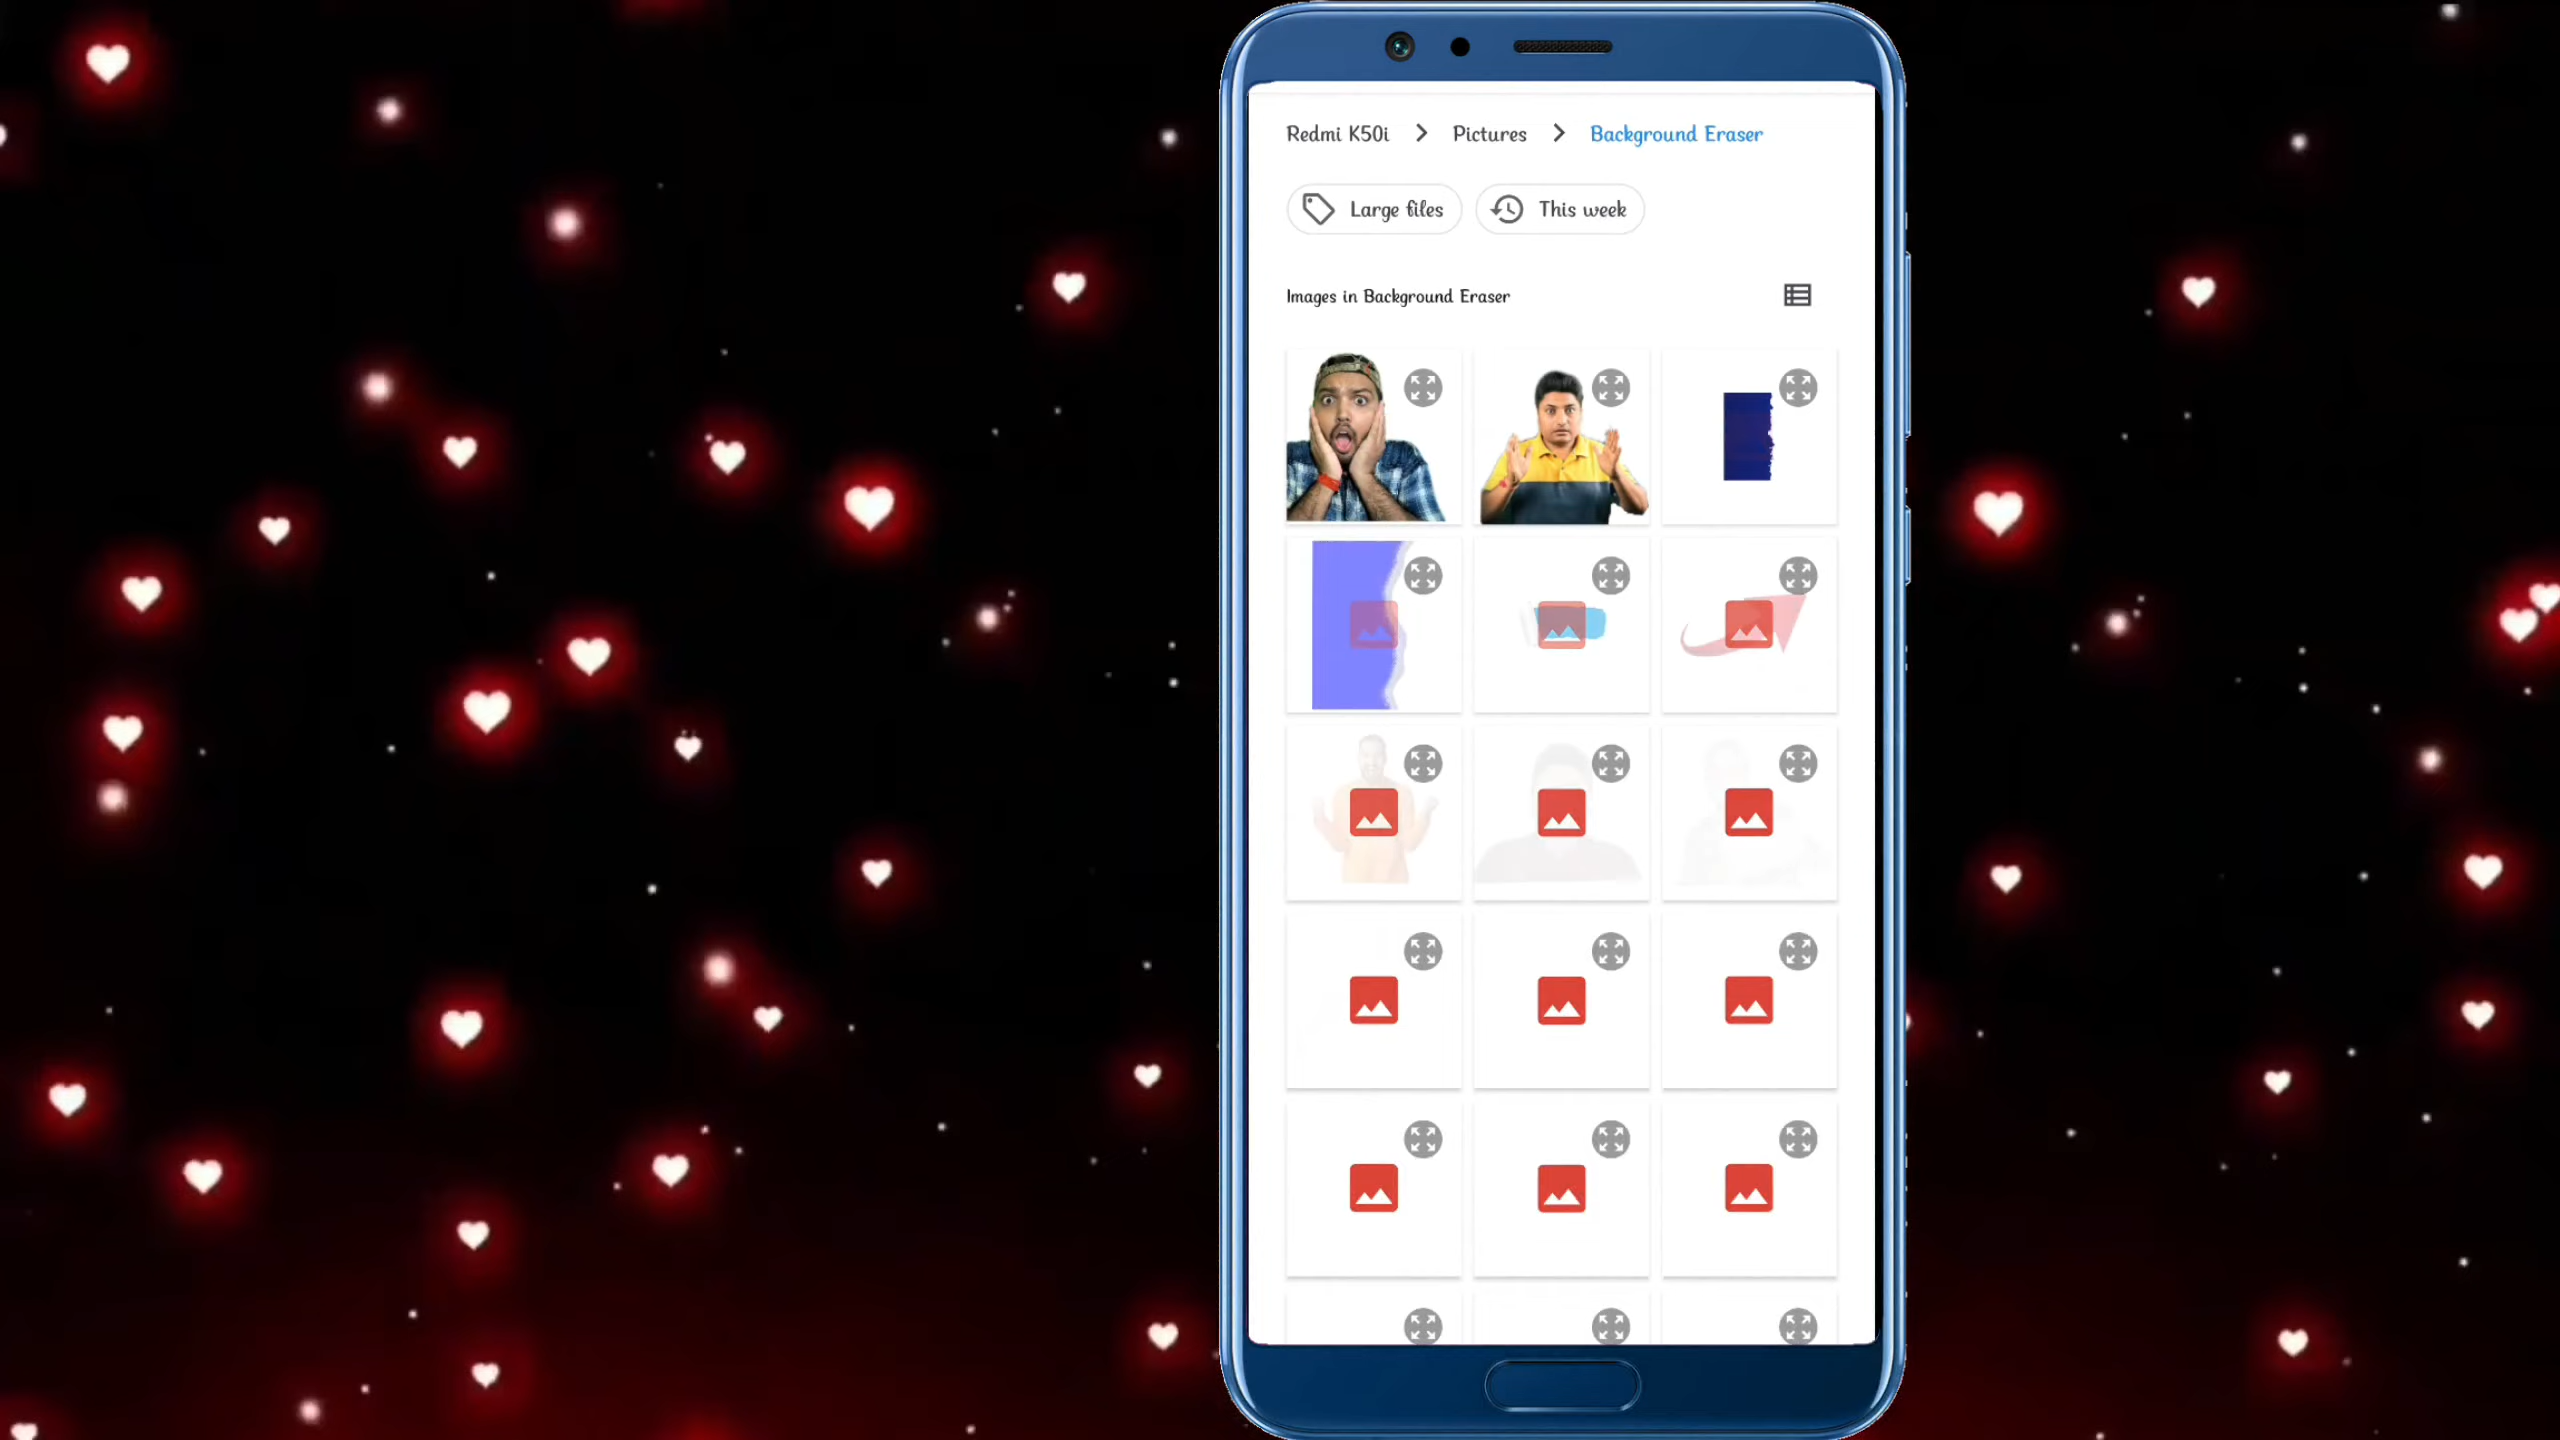 Redmi K50i > Pictures > Background Eraser
Large files This week
Images in Background Eraser